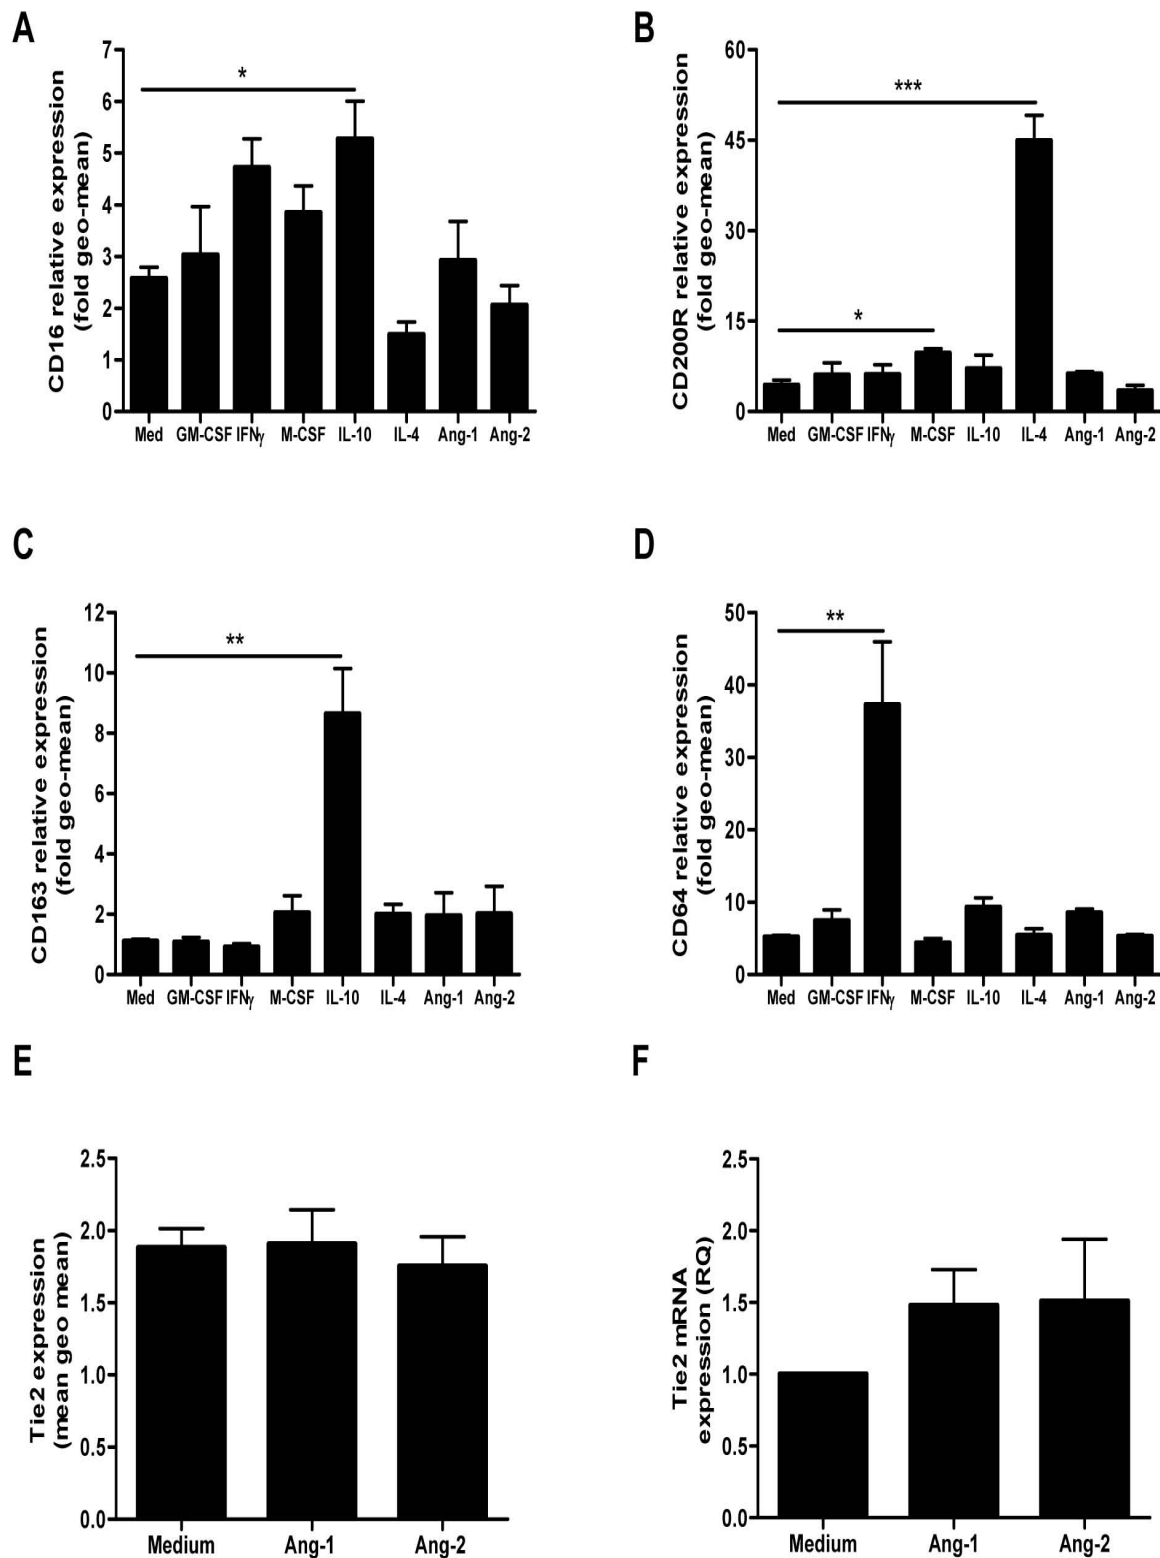 A
CD16 relative expression
(fold geo-mean)
7
6
5
4
3
2
1
0
*
Med GM-CSF IFNγ M-CSF IL-10 IL-4 Ang-1 Ang-2
B
CD200R relative expression
(fold geo-mean)
60
45
30
15
0
***
*
Med GM-CSF IFNγ M-CSF IL-10 IL-4 Ang-1 Ang-2
C
CD163 relative expression
(fold geo-mean)
12
10
8
6
4
2
0
**
Med GM-CSF IFNγ M-CSF IL-10 IL-4 Ang-1 Ang-2
D
CD64 relative expression
(fold geo-mean)
50
40
30
20
10
0
**
Med GM-CSF IFNγ M-CSF IL-10 IL-4 Ang-1 Ang-2
E
Tie2 expression
(mean geo mean)
2.5
2.0
1.5
1.0
0.5
0.0
Medium Ang-1 Ang-2
F
Tie2 mRNA
expression (RQ)
2.5
2.0
1.5
1.0
0.5
0.0
Medium Ang-1 Ang-2